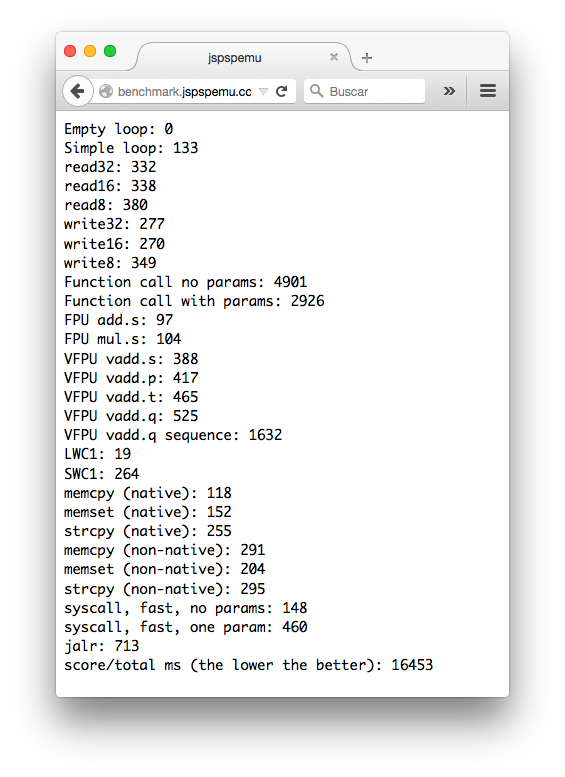 jspspemu
benchmark.jspspemu.co
Buscar
Empty loop: 0
Simple loop: 133
read32: 332
read16: 338
read8: 380
write32: 277
write16: 270
write8: 349
Function call no params: 4901
Function call with params: 2926
FPU add.s: 97
FPU mul.s: 104
VFPU vadd.s: 388
VFPU vadd.p: 417
VFPU vadd.t: 465
VFPU vadd.q: 525
VFPU vadd.q sequence: 1632
LWC1: 19
SWC1: 264
memcpy (native): 118
memset (native): 152
strcpy (native): 255
memcpy (non-native): 291
memset (non-native): 204
strcpy (non-native): 295
syscall, fast, no params: 148
syscall, fast, one param: 460
jalr: 713
score/total ms (the lower the better): 16453